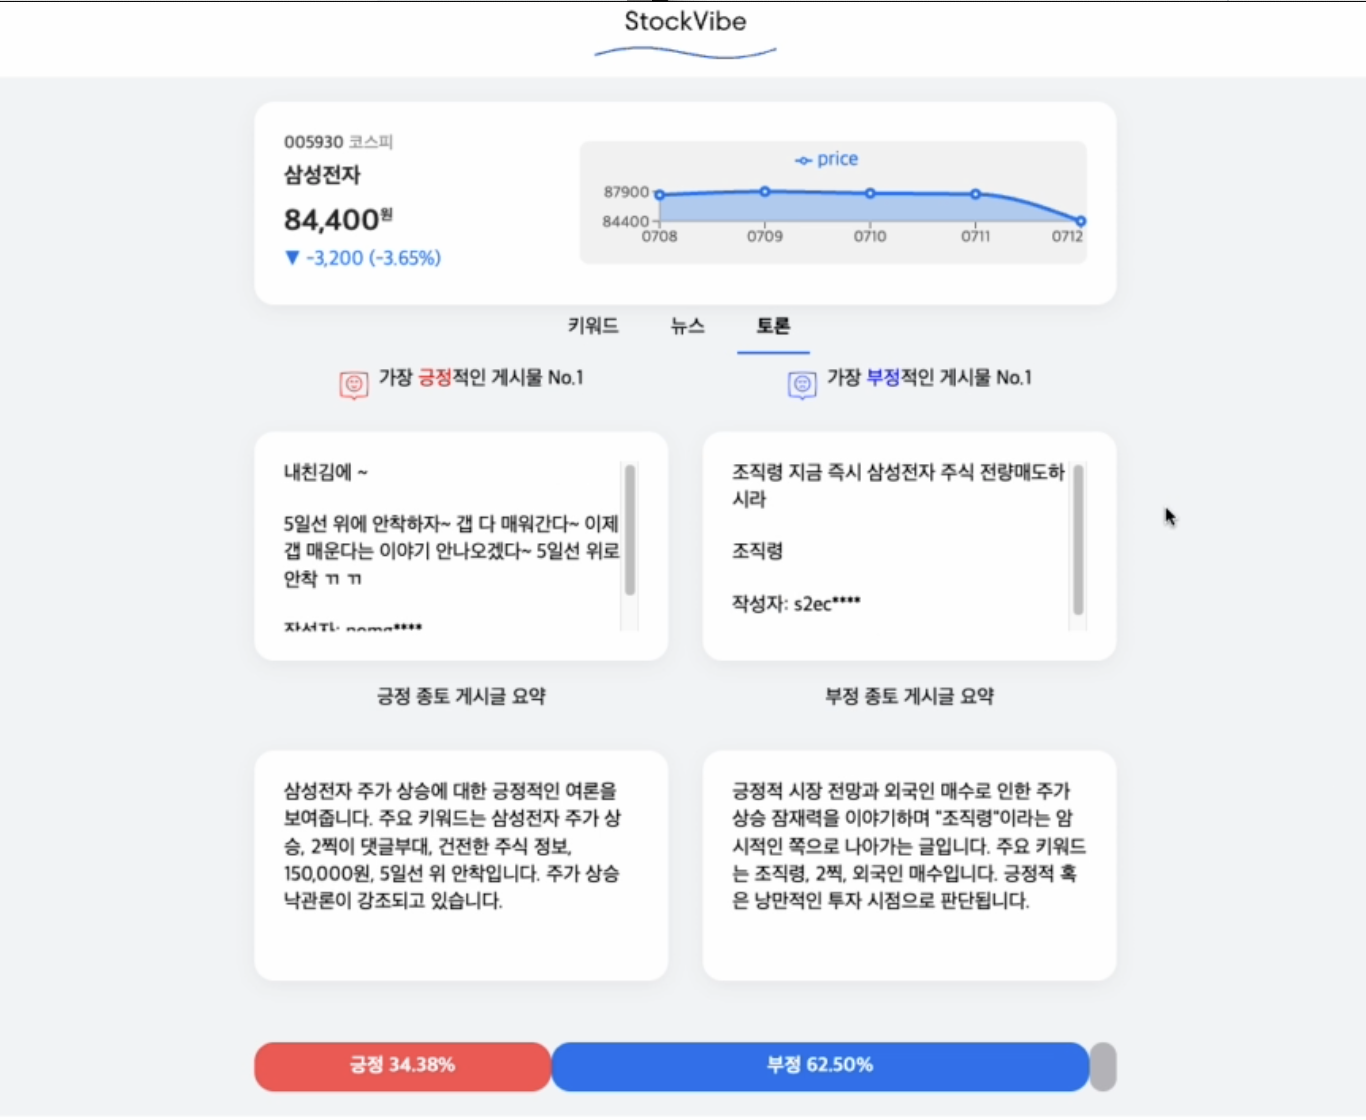 StockVibe
005930 코스피
삼성전자
84,400원
▼ -3,200 (-3.65%)
price
87900
84400
0708 0709 0710 0711 0712
키워드 뉴스 토론
가장 긍정적인 게시물 No.1
가장 부정적인 게시물 No.1
내친김에 ~
5일선 위에 안착하자~ 갭 다 매워간다~ 이제
갭 매운다는 이야기 안나오겠다~ 5일선 위로
안착 ㄲ ㄲ
작성자:
조직령 지금 즉시 삼성전자 주식 전량매도하
시라
조직령
작성자: s2ec****
긍정 종토 게시글 요약
부정 종토 게시글 요약
삼성전자 주가 상승에 대한 긍정적인 여론을
보여줍니다. 주요 키워드는 삼성전자 주가 상
승, 2찍이 댓글부대, 건전한 주식 정보,
150,000원, 5일선 위 안착입니다. 주가 상승
낙관론이 강조되고 있습니다.
긍정적 시장 전망과 외국인 매수로 인한 주가
상승 잠재력을 이야기하며 "조직령"이라는 암
시적인 쪽으로 나아가는 글입니다. 주요 키워드
는 조직령, 2찍, 외국인 매수입니다. 긍정적 혹
은 낭만적인 투자 시점으로 판단됩니다.
긍정 34.38%
부정 62.50%